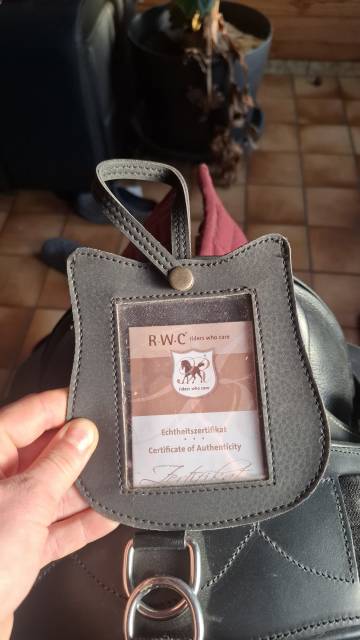 R·W·C® riders who care
riders who care
Echtheitszertifikat
Certificate of Authenticity